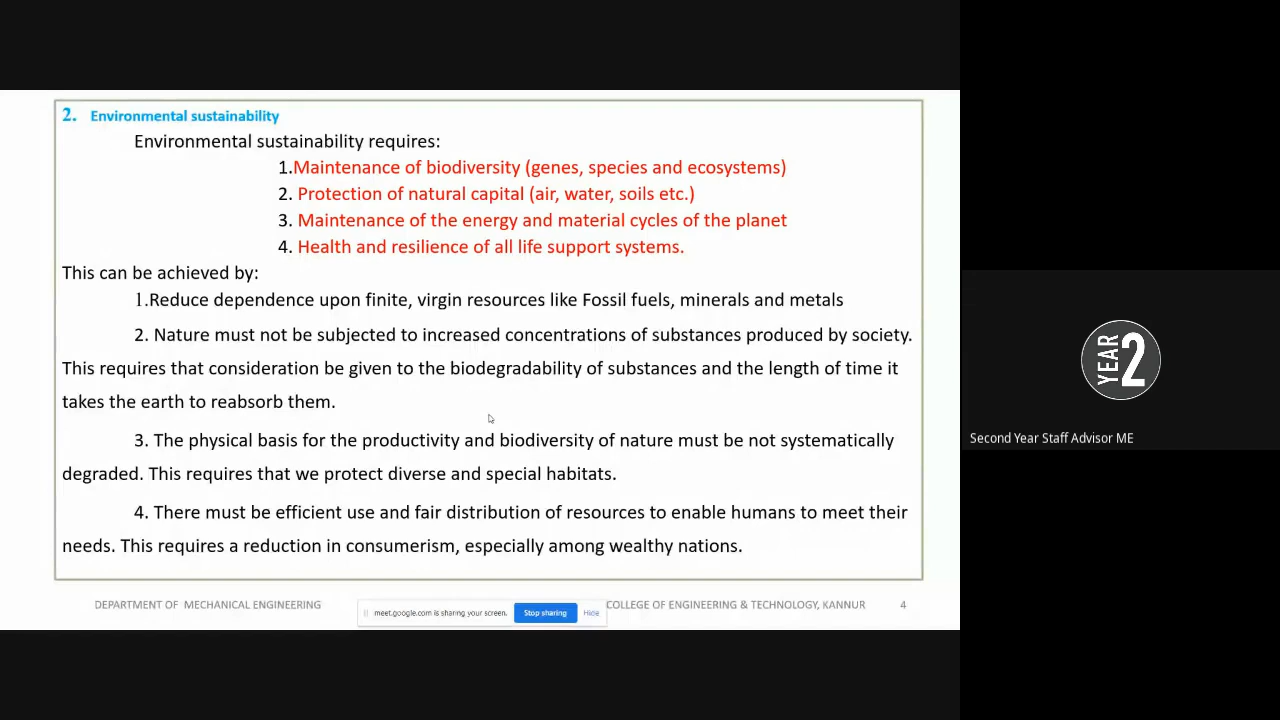 2. Environmental sustainability
Environmental sustainability requires:
1.Maintenance of biodiversity (genes, species and ecosystems)
2. Protection of natural capital (air, water, soils etc.)
3. Maintenance of the energy and material cycles of the planet
4. Health and resilience of all life support systems.
This can be achieved by:
1.Reduce dependence upon finite, virgin resources like Fossil fuels, minerals and metals
2. Nature must not be subjected to increased concentrations of substances produced by society.
This requires that consideration be given to the biodegradability of substances and the length of time it
takes the earth to reabsorb them.
3. The physical basis for the productivity and biodiversity of nature must be not systematically
degraded. This requires that we protect diverse and special habitats.
4. There must be efficient use and fair distribution of resources to enable humans to meet their
needs. This requires a reduction in consumerism, especially among wealthy nations.
DEPARTMENT OF MECHANICAL ENGINEERING
meet.google.com is sharing your screen. Stop sharing Hide
COLLEGE OF ENGINEERING & TECHNOLOGY, KANNUR 4
YEAR 2
Second Year Staff Advisor ME